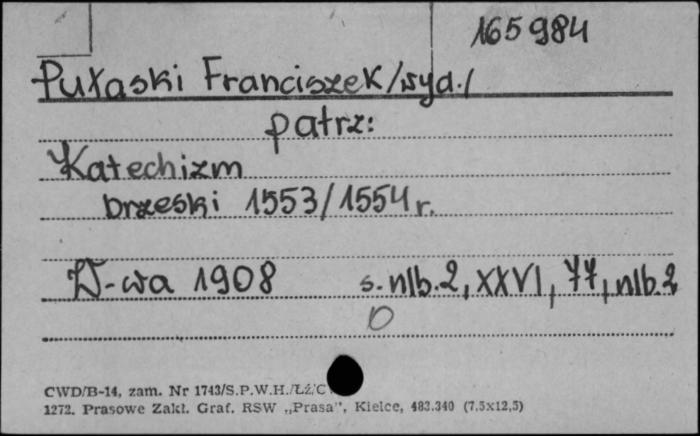 165984
Pułaski Franciszek /wyd./
patrz:
Katechizm
brzeski 1553/1554 r.
W-wa 1908 s. nlb. 2, XXVI, 77, nlb. 2
D
CWD/B-14, zam. Nr 1743/S.P.W.H./Łź/C
1272. Prasowe Zakł. Graf. RSW „Prasa”, Kielce, 483.340 (7,5x12,5)